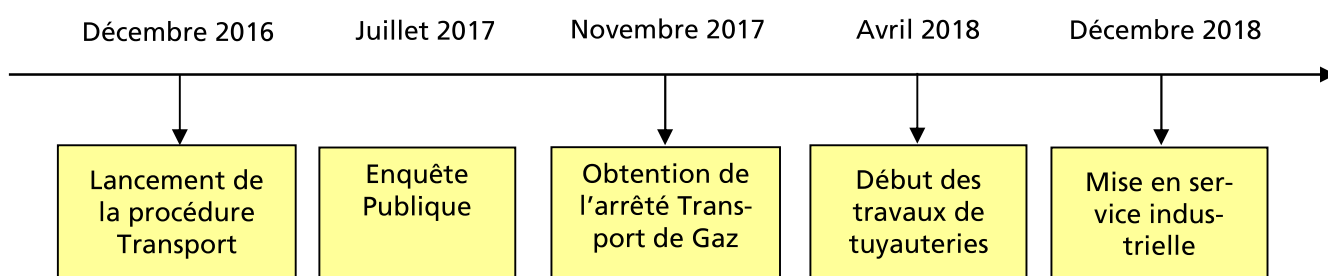 Décembre 2016
Juillet 2017
Novembre 2017
Avril 2018
Décembre 2018
Lancement de
la procédure
Transport
Enquête
Publique
Obtention de
l'arrêté Trans-
port de Gaz
Début des
travaux de
tuyauteries
Mise en ser-
vice indus-
trielle